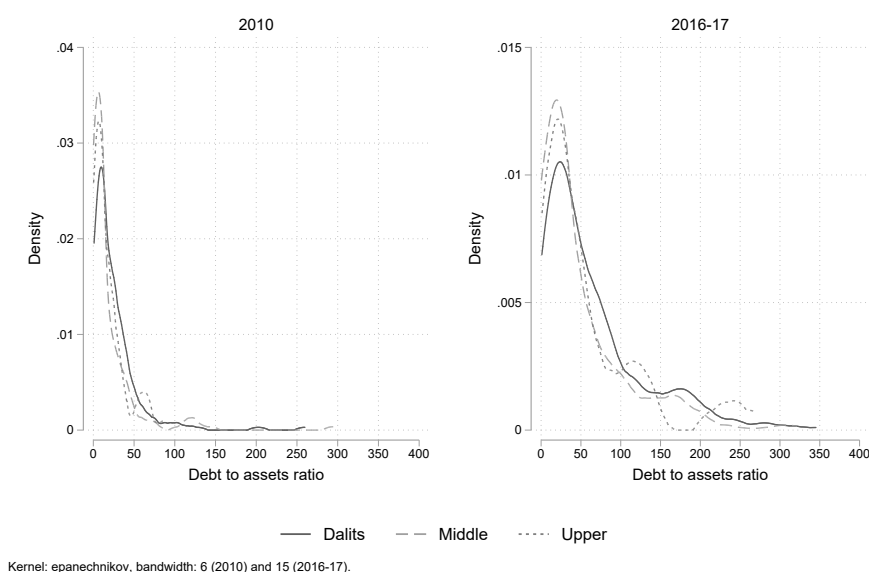 2010
2016-17
.04
.03
.02
.01
0
Density
0 50 100 150 200 250 300 350 400
Debt to assets ratio
.015
.01
.005
0
Density
0 50 100 150 200 250 300 350 400
Debt to assets ratio
Dalits Middle Upper
Kernel: epanechnikov, bandwidth: 6 (2010) and 15 (2016-17).